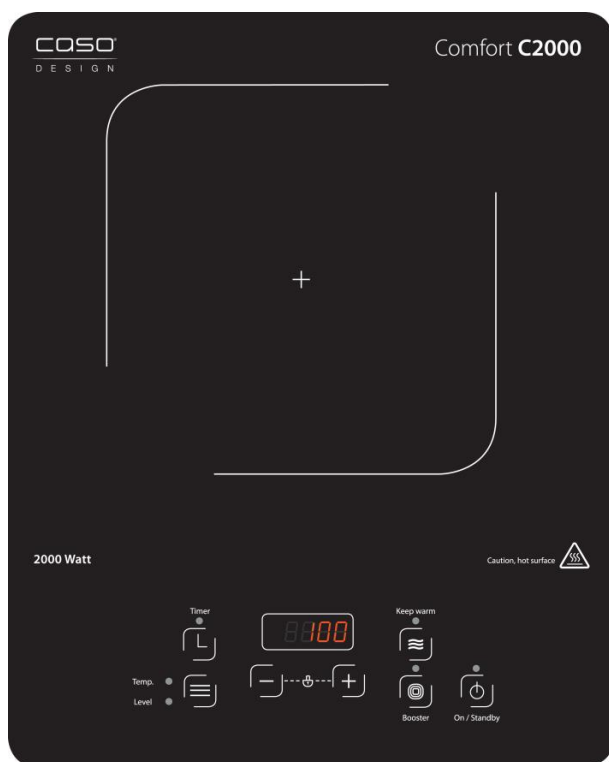 caso
DESIGN
Comfort C2000
2000 Watt
Caution, hot surface
Timer
100
Keep warm
Temp.
Level
Booster
On / Standby